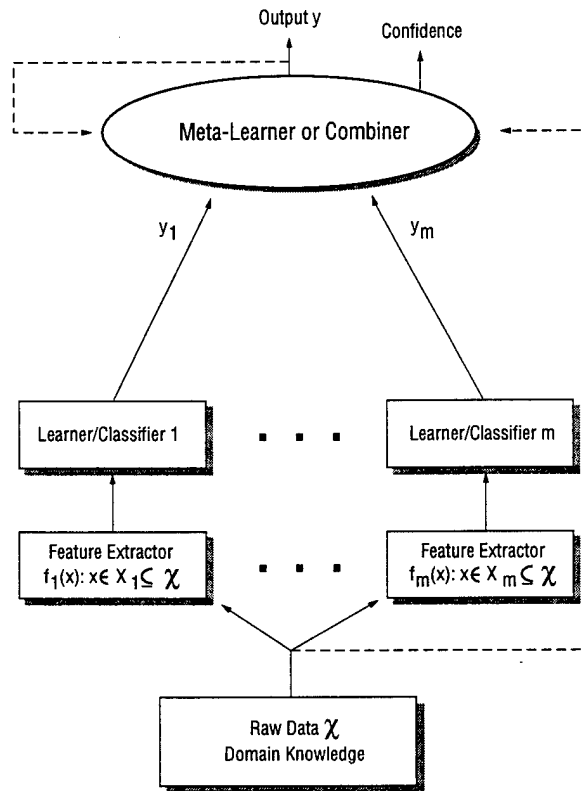 Output y
Confidence
Meta-Learner or Combiner
y1
ym
Learner/Classifier 1
. . .
Learner/Classifier m
Feature Extractor
f1(x): x∈ X1⊆ χ
. . .
Feature Extractor
fm(x): x∈ Xm⊆ χ
Raw Data χ
Domain Knowledge